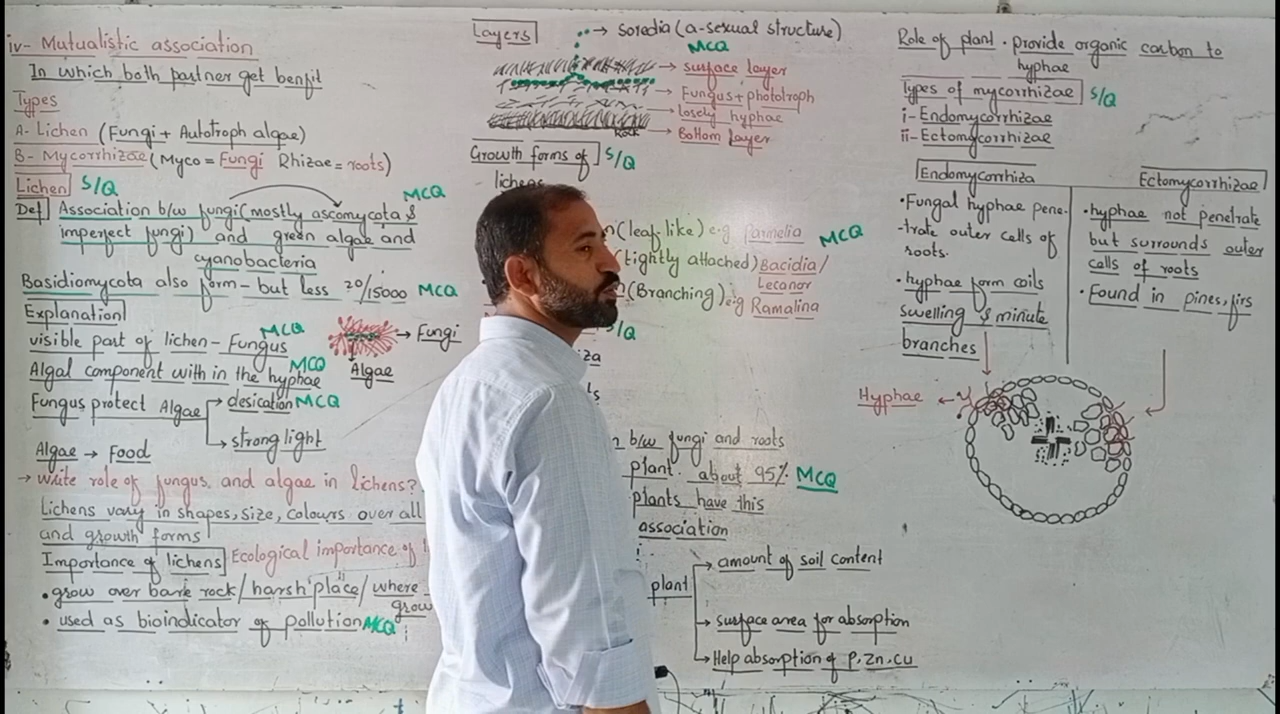 iv- Mutualistic association
In which both partner get benfit
Types
A- Lichen (Fungi + Autotroph algae)
B- Mycorrhizae (Myco = Fungi Rhizae = roots)
Lichen S/Q
MCQ
Def Association b/w fungi (mostly ascomycota &
imperfect fungi) and green algae and
cyanobacteria
Basidiomycota also form - but less 20/15000 MCQ
Explanation
MCQ
visible part of lichen - Fungus
→ Fungi
MCQ
Algal component with in the hyphae
Algae
Fungus protect Algae → desication MCQ
→ strong light
Algae → Food
→ write role of fungus and algae in lichens?
Lichens vary in shapes, size, colours over all
and growth forms
Importance of lichens Ecological importance of
• grow over bare rock / harsh place / where
grow
• used as bioindicator of pollution MCQ
Layers
→ soredia (a-sexual structure)
MCQ
→ surface layer
Fungus + phototroph
→ losely hyphae
ROCK
Bottom layer
Growth forms of S/Q
lichens
(leaf like) e.g parmelia
MCQ
(tightly attached) Bacidia /
Lecanor
(Branching) e.g Ramalina
S/Q
za
ts
b/w fungi and roots
plant. about 95% MCQ
plants have this
association
plant → amount of soil content
→ surface area for absorption
→ Help absorption of P, Zn, Cu
Role of plant. provide organic carbon to
hyphae
Types of mycorrhizae S/Q
i- Endomycorrhizae
ii- Ectomycorrhizae
Endomycorrhiza
• Fungal hyphae pene-
-trate outer cells of
roots.
• hyphae form coils
swelling & minute
branches
Ectomycorrhizae
• hyphae not penetrate
but surrounds outer
cells of roots
• Found in pines, firs
Hyphae ←